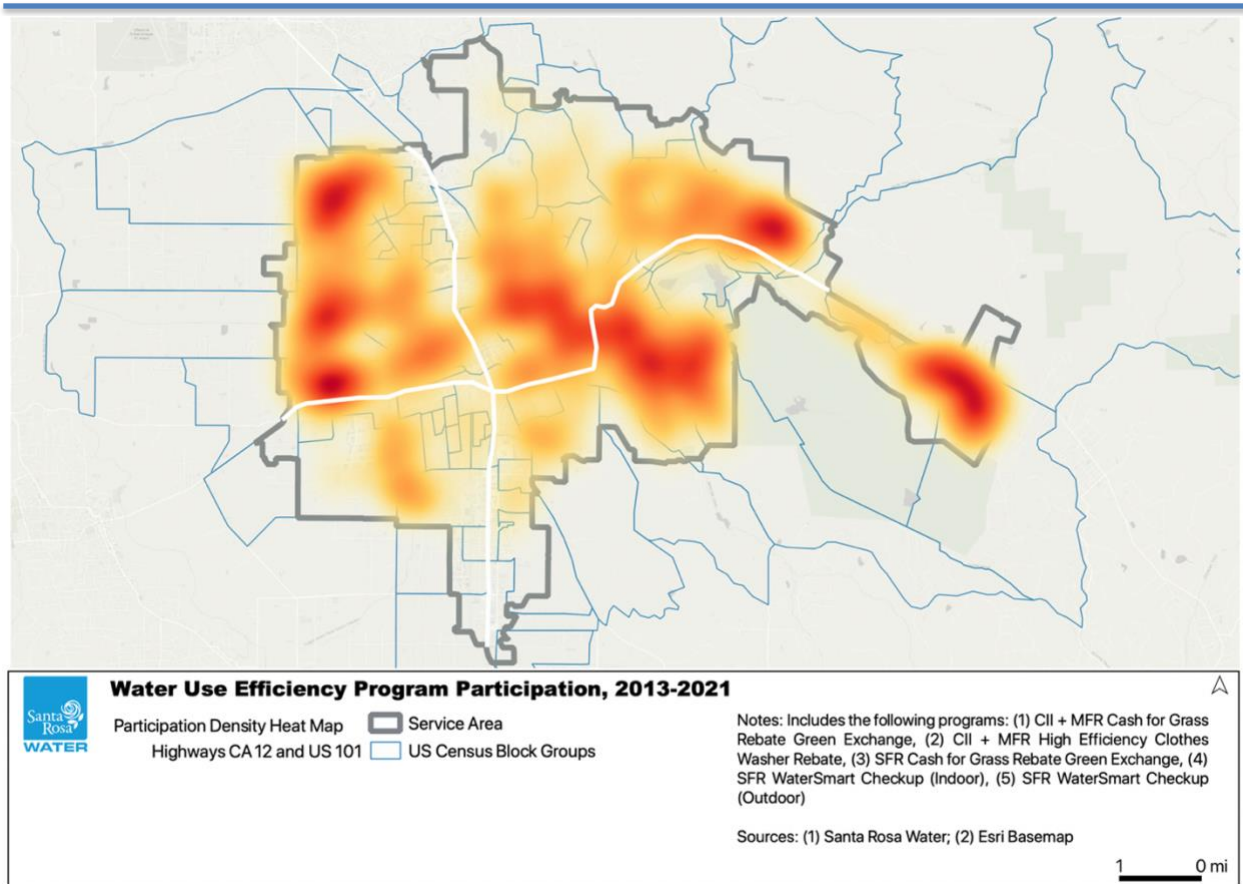 Santa
Rosa
WATER
Water Use Efficiency Program Participation, 2013-2021
Participation Density Heat Map
Service Area
Highways CA 12 and US 101
US Census Block Groups
Notes: Includes the following programs: (1) CII + MFR Cash for Grass
Rebate Green Exchange, (2) CII + MFR High Efficiency Clothes
Washer Rebate, (3) SFR Cash for Grass Rebate Green Exchange, (4)
SFR WaterSmart Checkup (Indoor), (5) SFR WaterSmart Checkup
(Outdoor)
Sources: (1) Santa Rosa Water; (2) Esri Basemap
1 0 mi